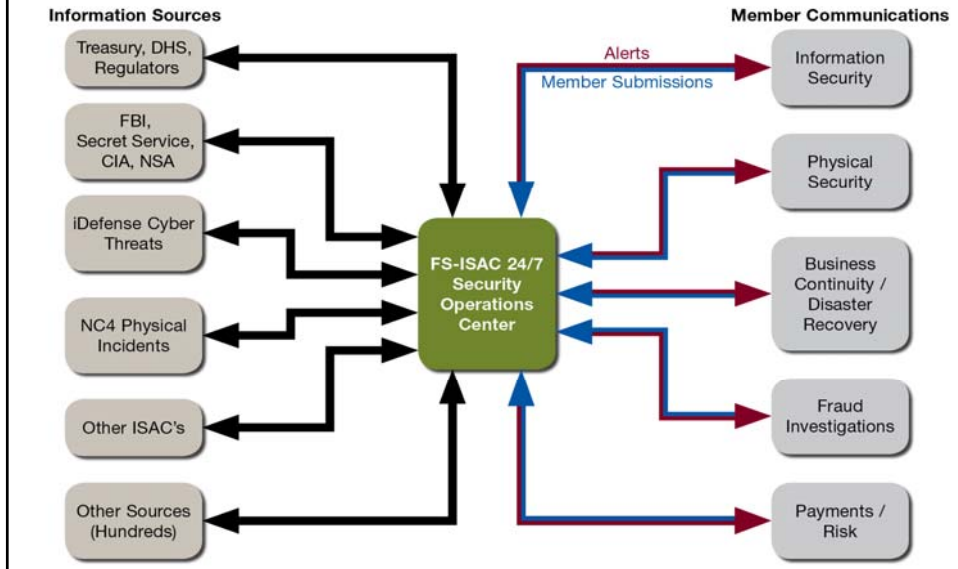 Information Sources
Member Communications
Treasury, DHS,
Regulators
FBI,
Secret Service,
CIA, NSA
iDefense Cyber
Threats
NC4 Physical
Incidents
Other ISAC's
Other Sources
(Hundreds)
FS-ISAC 24/7
Security
Operations
Center
Alerts
Member Submissions
Information
Security
Physical
Security
Business
Continuity /
Disaster
Recovery
Fraud
Investigations
Payments /
Risk